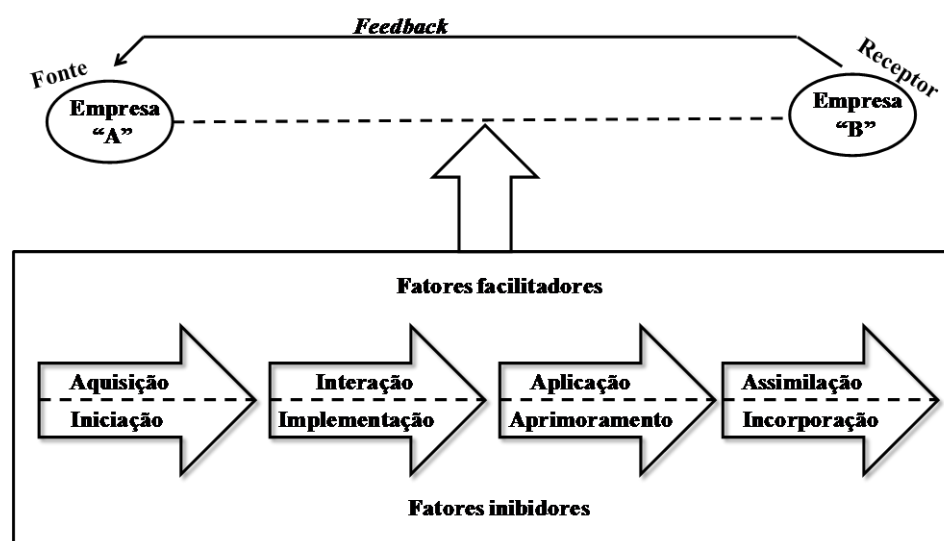 Feedback
Fonte
Receptor
Empresa
“A”
Empresa
“B”
Fatores facilitadores
Aquisição
Iniciação
Interação
Implementação
Aplicação
Aprimoramento
Assimilação
Incorporação
Fatores inibidores